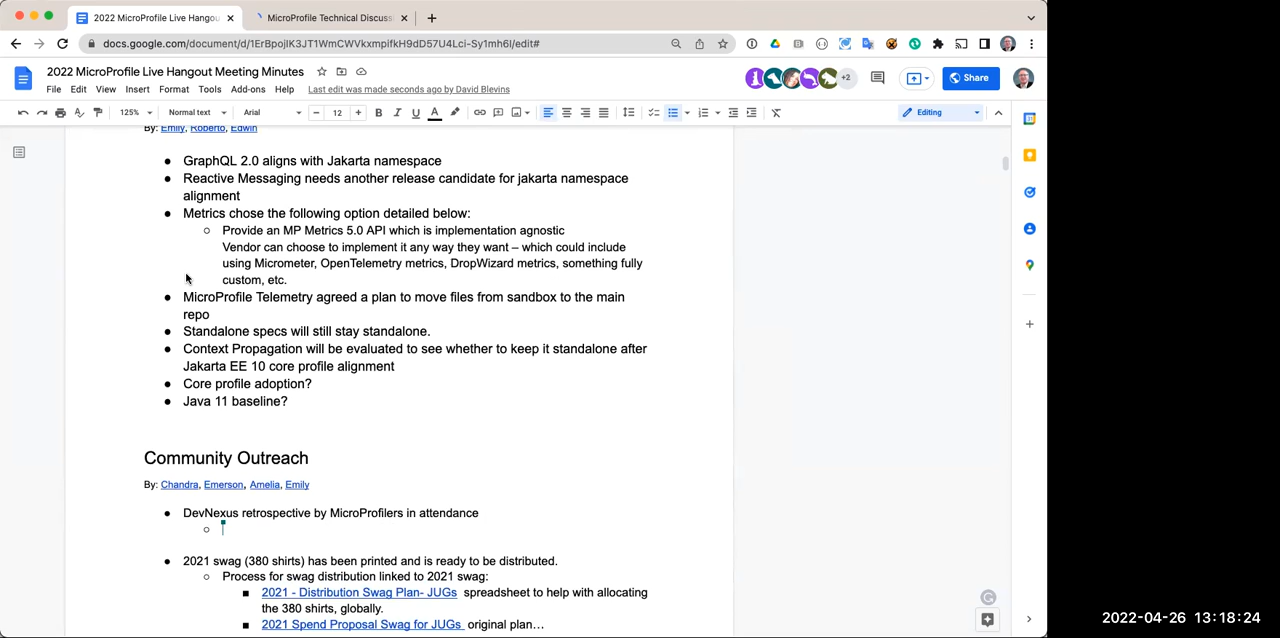 2022 MicroProfile Live Hangou
MicroProfile Technical Discuss
docs.google.com/document/d/1ErBpojIK3JT1WmCWVkxmpifkH9dD57U4Lci-Sy1mh6I/edit#
2022 MicroProfile Live Hangout Meeting Minutes
+2
Share
File Edit View Insert Format Tools Add-ons Help Last edit was made seconds ago by David Blevins
125% Normal text Arial 12 Editing
By: Emily, Roberto, Edwin
GraphQL 2.0 aligns with Jakarta namespace
Reactive Messaging needs another release candidate for jakarta namespace
alignment
Metrics chose the following option detailed below:
Provide an MP Metrics 5.0 API which is implementation agnostic
Vendor can choose to implement it any way they want – which could include
using Micrometer, OpenTelemetry metrics, DropWizard metrics, something fully
custom, etc.
MicroProfile Telemetry agreed a plan to move files from sandbox to the main
repo
Standalone specs will still stay standalone.
Context Propagation will be evaluated to see whether to keep it standalone after
Jakarta EE 10 core profile alignment
Core profile adoption?
Java 11 baseline?
Community Outreach
By: Chandra, Emerson, Amelia, Emily
DevNexus retrospective by MicroProfilers in attendance
2021 swag (380 shirts) has been printed and is ready to be distributed.
Process for swag distribution linked to 2021 swag:
2021 - Distribution Swag Plan- JUGs spreadsheet to help with allocating
the 380 shirts, globally.
2021 Spend Proposal Swag for JUGs original plan…
2022-04-26 13:18:24